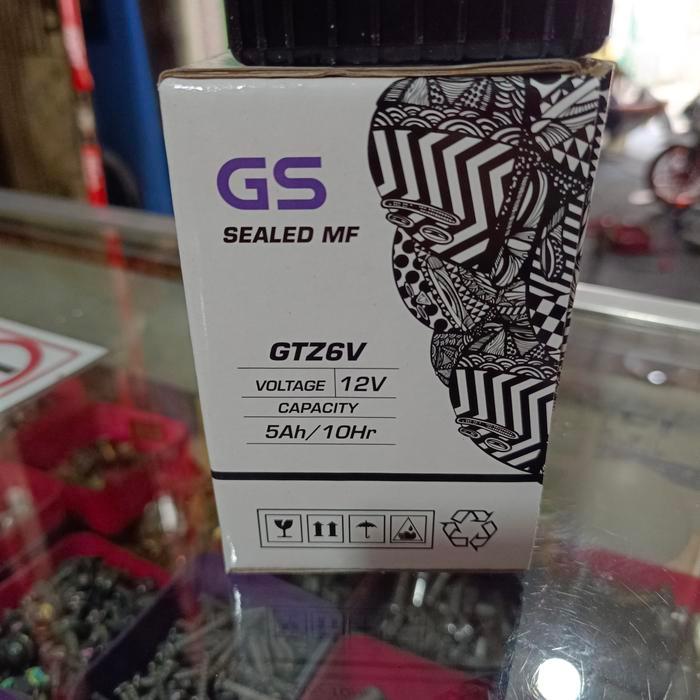 GS
SEALED MF
GTZ6V
VOLTAGE 12V
CAPACITY
5Ah/10Hr